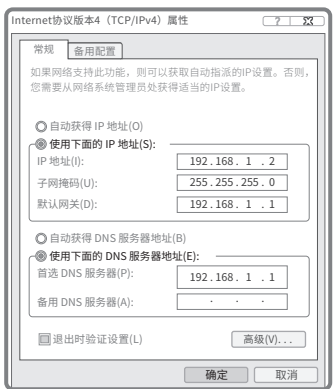 Internet协议版本4（TCP/IPv4）属性
常规 备用配置
如果网络支持此功能，则可以获取自动指派的IP设置。否则，
您需要从网络系统管理员处获得适当的IP设置。
自动获得 IP 地址(O)
使用下面的 IP 地址(S):
IP 地址(I): 192.168. 1 . 2
子网掩码(U): 255.255.255. 0
默认网关(D): 192.168. 1 . 1
自动获得 DNS 服务器地址(B)
使用下面的 DNS 服务器地址(E):
首选 DNS 服务器(P): 192.168. 1 . 1
备用 DNS 服务器(A): . . .
退出时验证设置(L) 高级(V)...
确定 取消